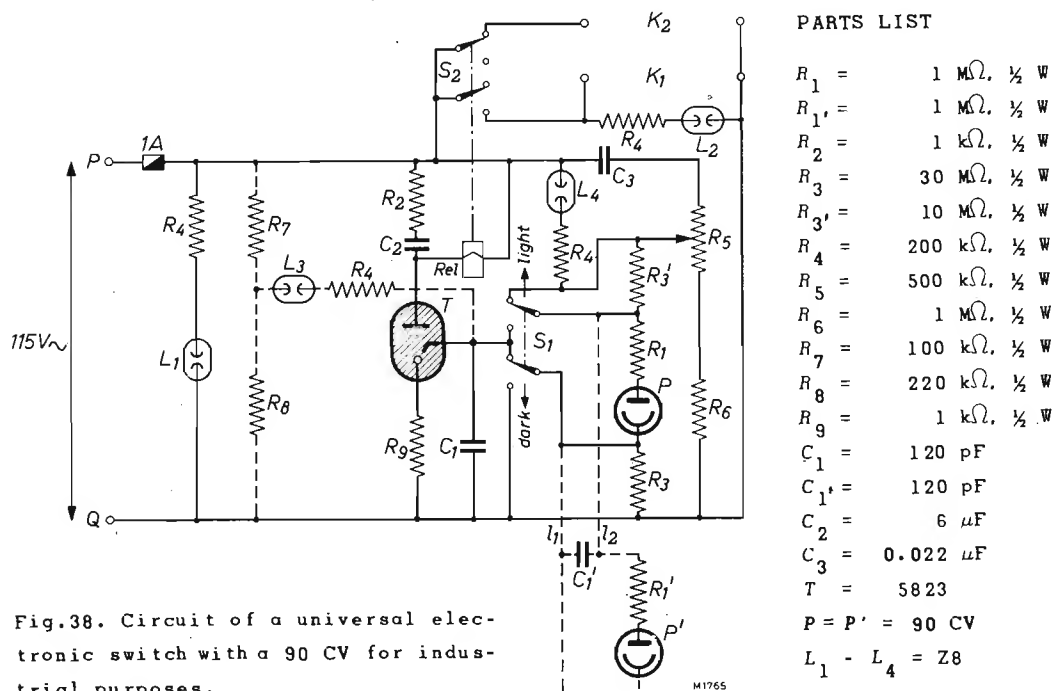 K₂
S₂
K₁
R₄
L₂
P
1A
C₃
R₂
L₄
R₄
R₇
C₂
R₅
L₃
R₄
Rel
light
R₄
R₃'
T
115V~
S₁
R₁
L₁
P
R₈
dark
R₆
R₉
C₁
R₃
Q
l₁
l₂
C₁'
R₁'
P'
M1765
Fig.38. Circuit of a universal elec-
tronic switch with a 90 CV for indus-
trial purposes.
PARTS LIST
R₁ = 1 MΩ, ½ W
R₁' = 1 MΩ, ½ W
R₂ = 1 kΩ, ½ W
R₃ = 30 MΩ, ½ W
R₃' = 10 MΩ, ½ W
R₄ = 200 kΩ, ½ W
R₅ = 500 kΩ, ½ W
R₆ = 1 MΩ, ½ W
R₇ = 100 kΩ, ½ W
R₈ = 220 kΩ, ½ W
R₉ = 1 kΩ, ½ W
C₁ = 120 pF
C₁' = 120 pF
C₂ = 6 μF
C₃ = 0.022 μF
T = 5823
P = P' = 90 CV
L₁ - L₄ = Z8